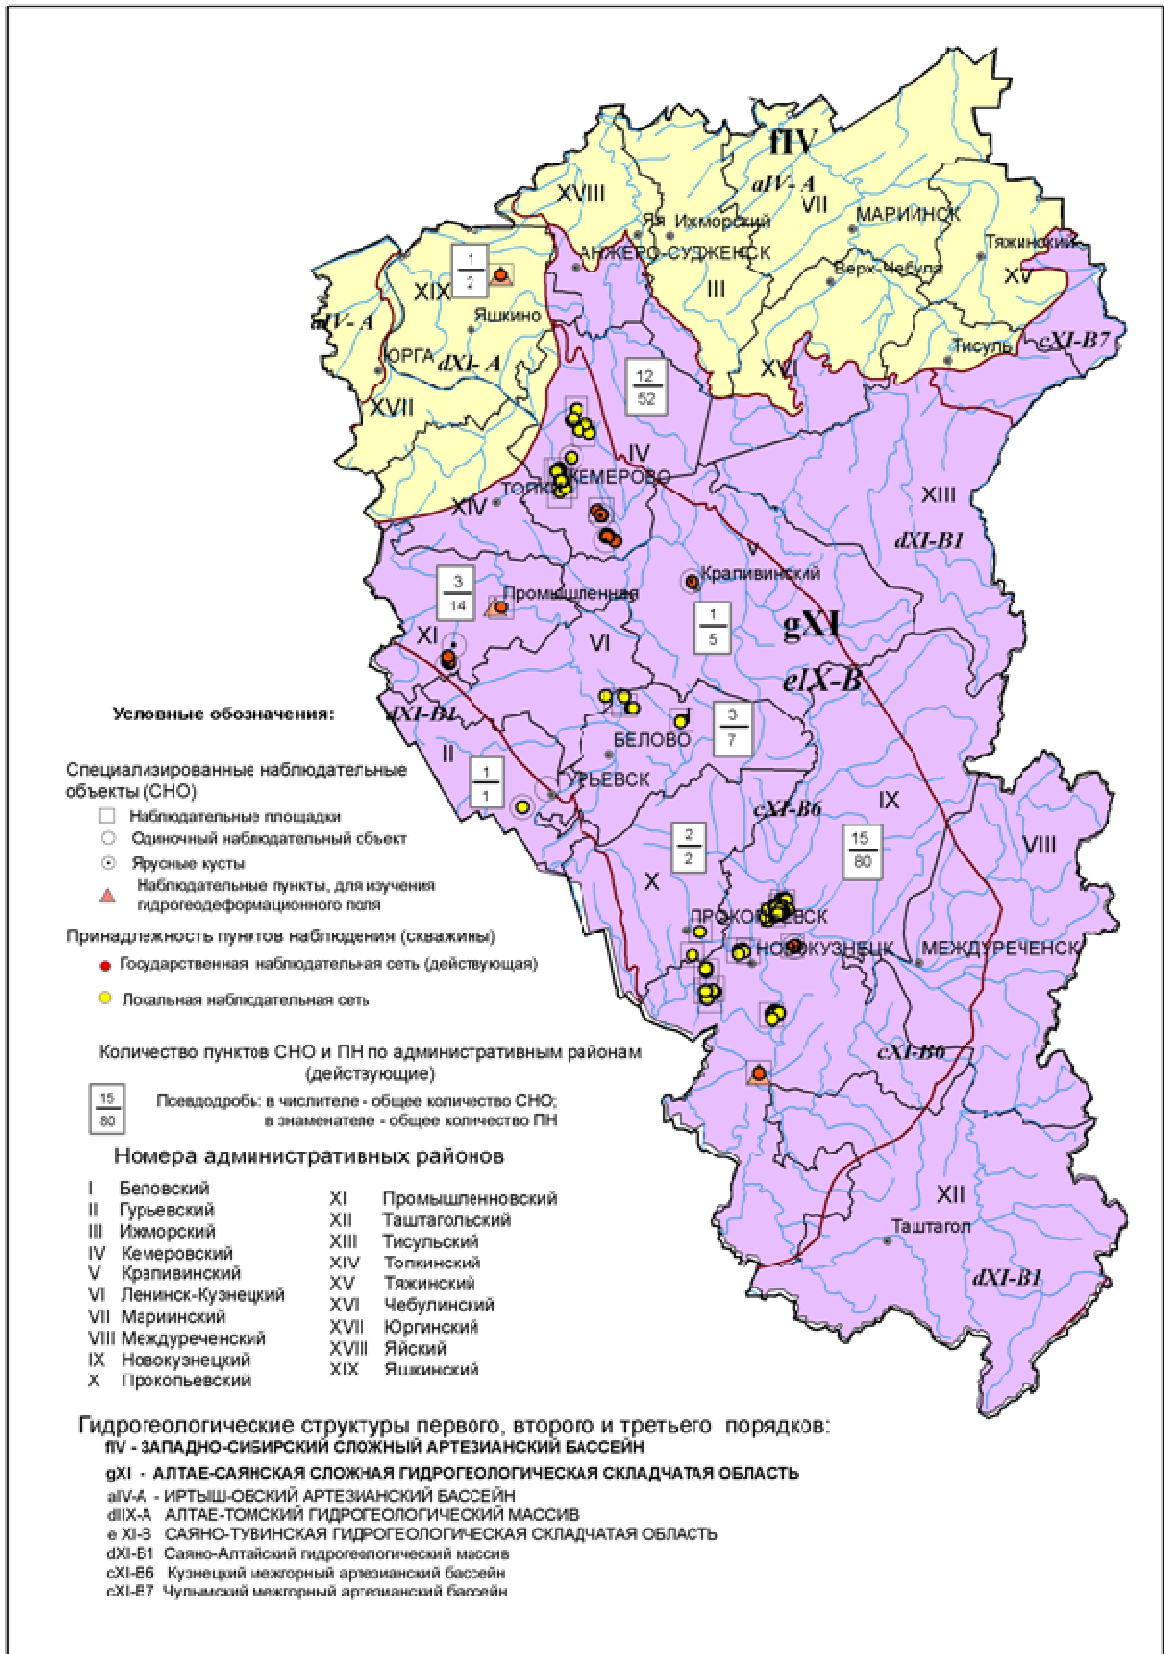 fIV
aIV- A
XVIII
VII
МАРИИНСК
Яя Ижморский
Тяжинский
АНЖЕРО-СУДЖЕНСК
Верх-Чебула
XV
1
2
XIX
III
Яшкино
aIV- A
cXI-B7
Тисуль
ЮРГА
dXI- A
XVI
12
52
XVII
IV
КЕМЕРОВО
ТОПКИ
XIV
XIII
dXI-B1
V
Крапивинский
3
14
Промышленная
1
5
gXI
XI
VI
eIX-B
dXI-B1
Условные обозначения:
3
7
БЕЛОВО
II
1
1
ГУРЬЕВСК
Специализированные наблюдательные
объекты (СНО)
Наблюдательные площадки
Одиночный наблюдательный объект
Ярусные кусты
Наблюдательные пункты, для изучения
гидрогеодеформационного поля
IX
cXI-B6
2
2
15
80
VIII
X
ПРОКОПЬЕВСК
Принадлежность пунктов наблюдения (скважины)
НОВОКУЗНЕЦК
МЕЖДУРЕЧЕНСК
Государственная наблюдательная сеть (действующая)
Локальная наблюдательная сеть
Количество пунктов СНО и ПН по административным районам
(действующие)
cXI-B6
15
80
Псевдодробь: в числителе - общее количество СНО;
в знаменателе - общее количество ПН
Номера административных районов
I Беловский
II Гурьевский
III Ижморский
IV Кемеровский
V Крапивинский
VI Ленинск-Кузнецкий
VII Мариинский
VIII Междуреченский
IX Новокузнецкий
X Прокопьевский
XI Промышленновский
XII Таштагольский
XIII Тисульский
XIV Топкинский
XV Тяжинский
XVI Чебулинский
XVII Юргинский
XVIII Яйский
XIX Яшкинский
XII
Таштагол
dXI-B1
Гидрогеологические структуры первого, второго и третьего порядков:
fIV - ЗАПАДНО-СИБИРСКИЙ СЛОЖНЫЙ АРТЕЗИАНСКИЙ БАССЕЙН
gXI - АЛТАЕ-САЯНСКАЯ СЛОЖНАЯ ГИДРОГЕОЛОГИЧЕСКАЯ СКЛАДЧАТАЯ ОБЛАСТЬ
aIV-A - ИРТЫШ-ОБСКИЙ АРТЕЗИАНСКИЙ БАССЕЙН
dIIX-A АЛТАЕ-ТОМСКИЙ ГИДРОГЕОЛОГИЧЕСКИЙ МАССИВ
e XI-B САЯНО-ТУВИНСКАЯ ГИДРОГЕОЛОГИЧЕСКАЯ СКЛАДЧАТАЯ ОБЛАСТЬ
dXI-B1 Саяно-Алтайский гидрогеологический массив
cXI-B6 Кузнецкий межгорный артезианский бассейн
cXI-B7 Чулымский межгорный артезианский бассейн